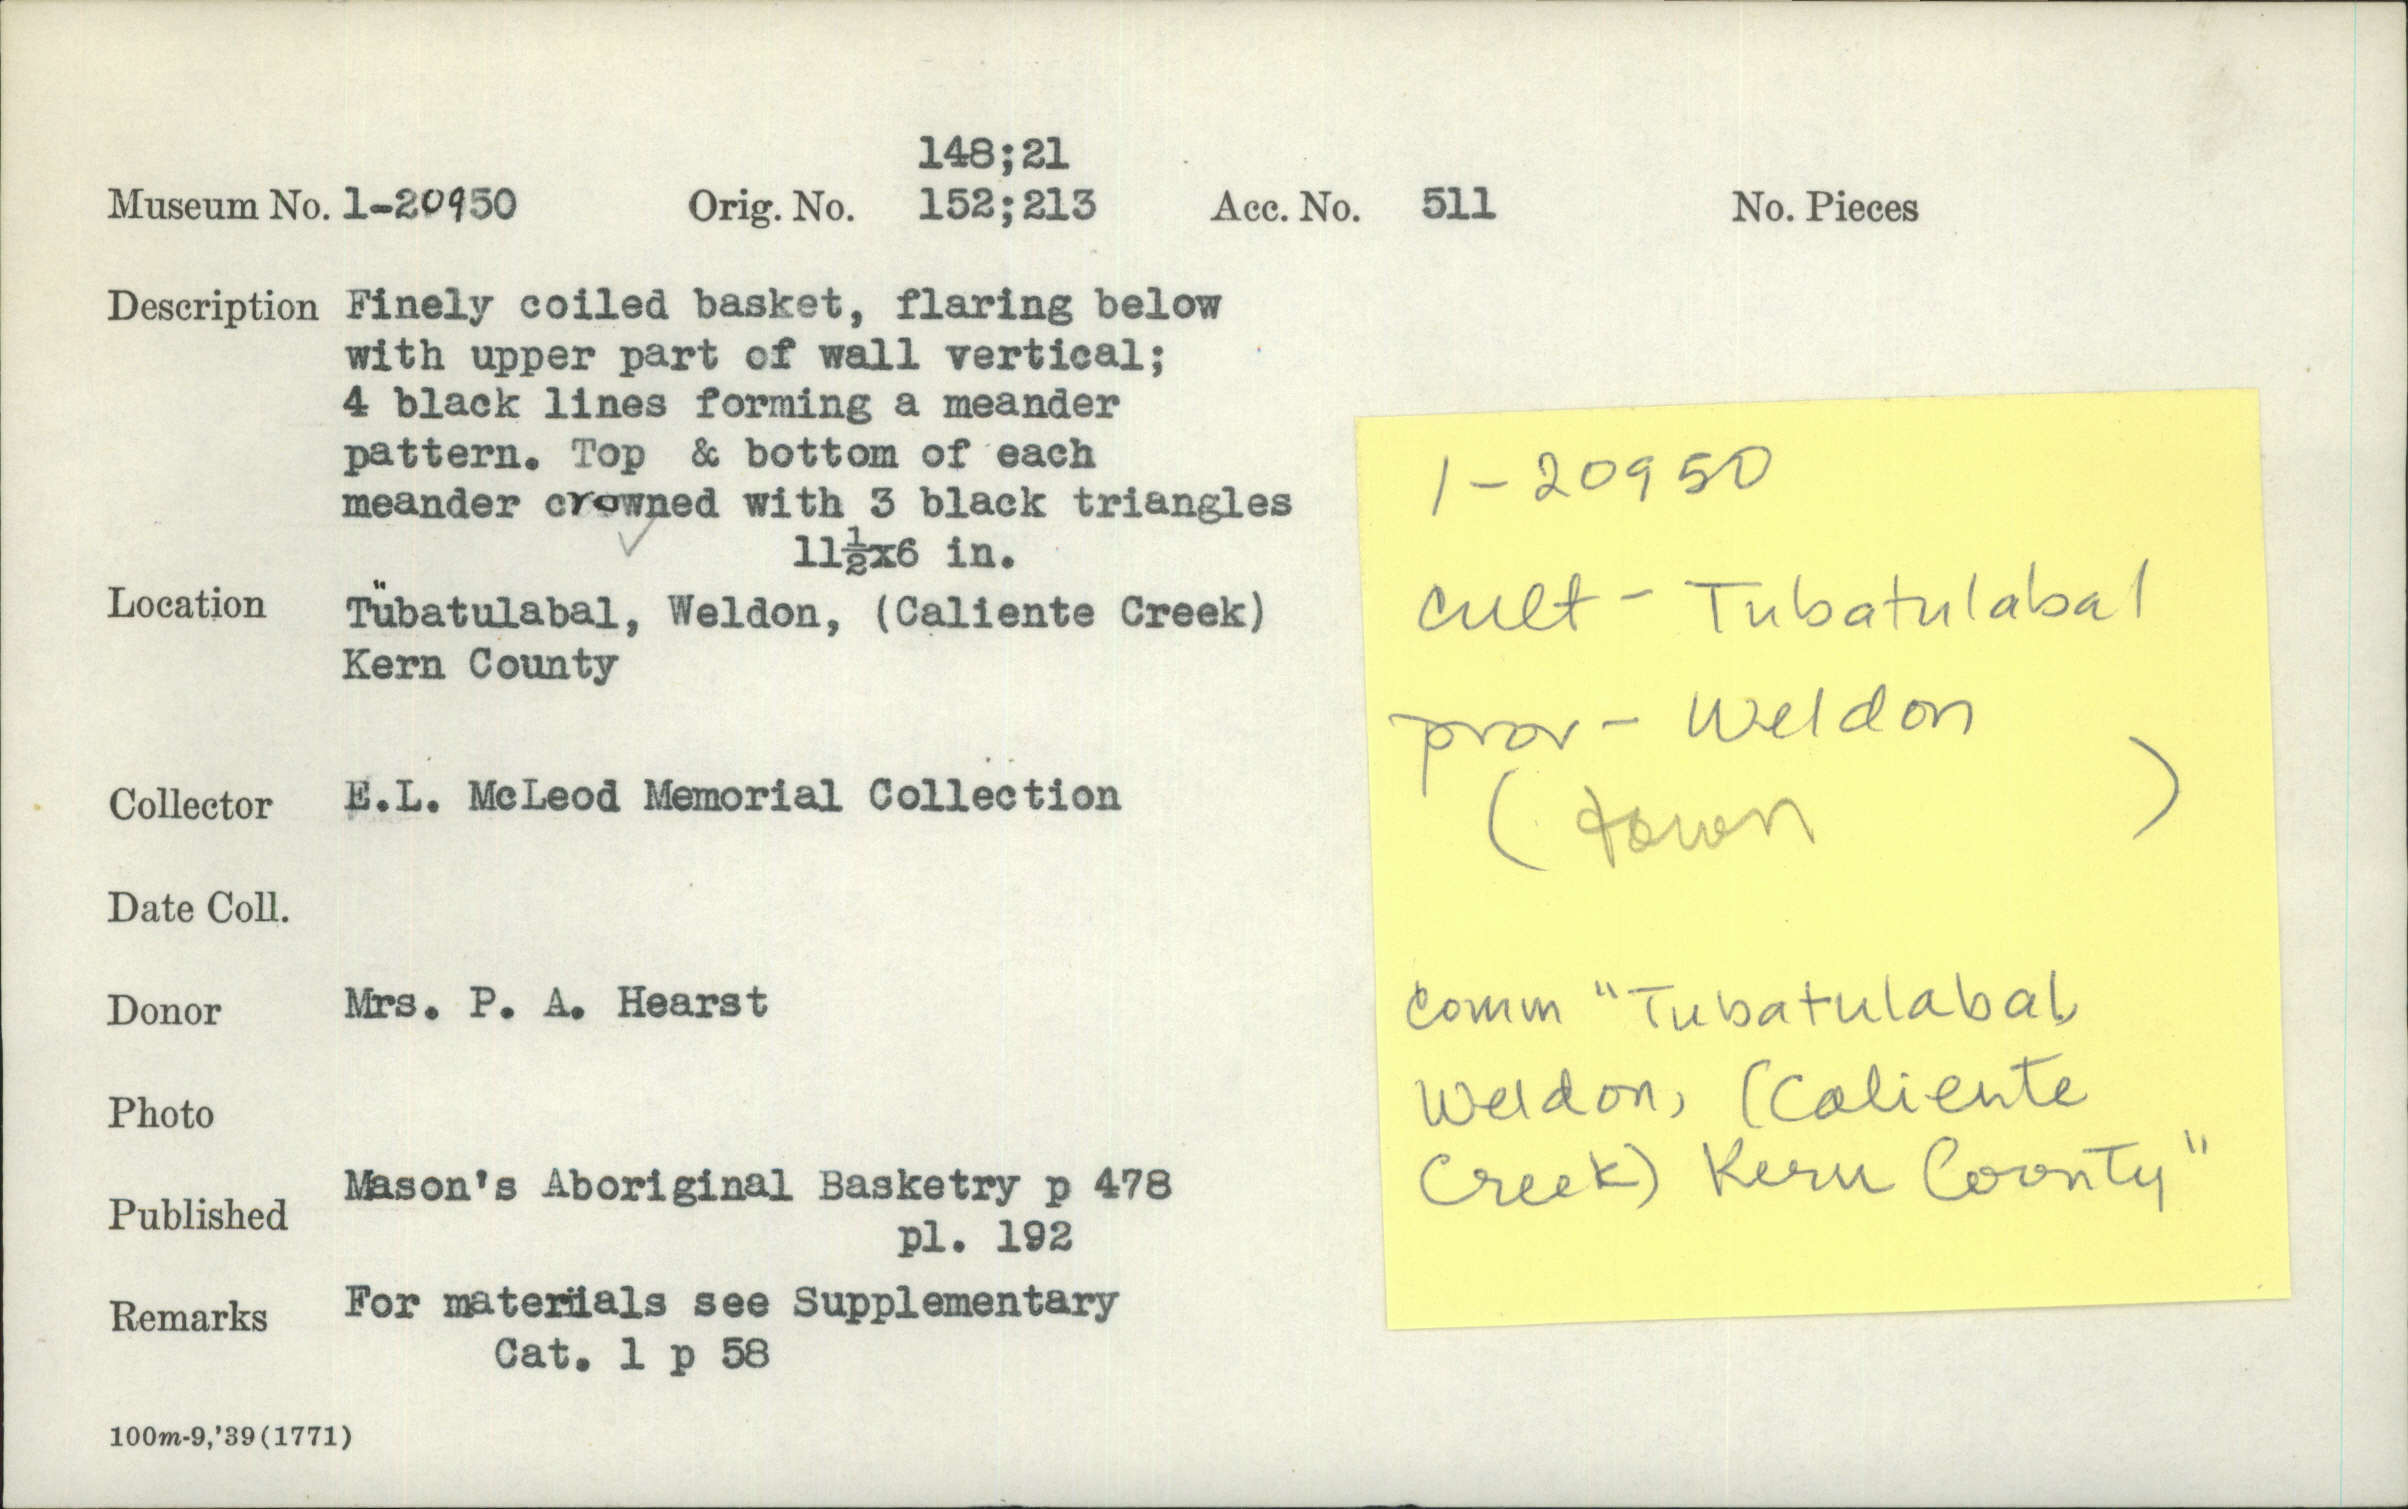 148;21
Museum No. 1-20950 Orig. No. 152;213 Acc. No. 511 No. Pieces
Description Finely coiled basket, flaring below
with upper part of wall vertical;
4 black lines forming a meander
pattern. Top & bottom of each
meander crowned with 3 black triangles
11½x6 in.
Location Tübatulabal, Weldon, (Caliente Creek)
Kern County
Collector E.L. McLeod Memorial Collection
Date Coll.
Donor Mrs. P. A. Hearst
Photo
Published Mason's Aboriginal Basketry p 478
pl. 192
Remarks For materiials see Supplementary
Cat. 1 p 58
100m-9,'39(1771)
1-20950
cult - Tubatulabal
prov - Weldon
(town )
comm "Tubatulabal,
Weldon, (Caliente
Creek) Kern County"